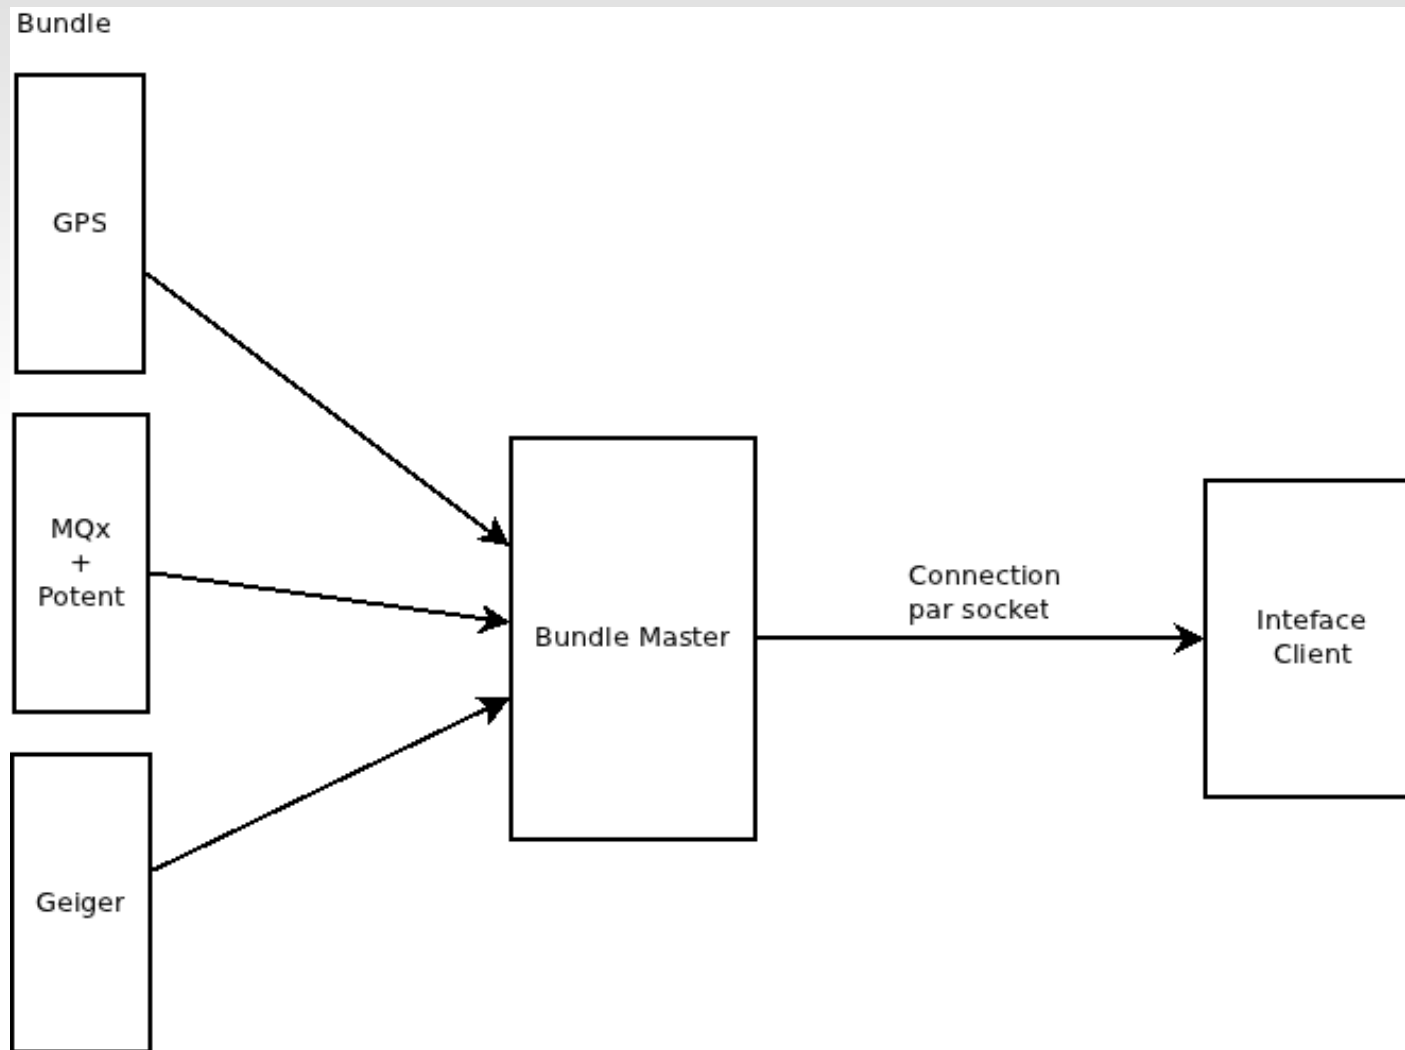 Bundle
GPS
MQx
+
Potent
Geiger
Bundle Master
Connection
par socket
Inteface
Client